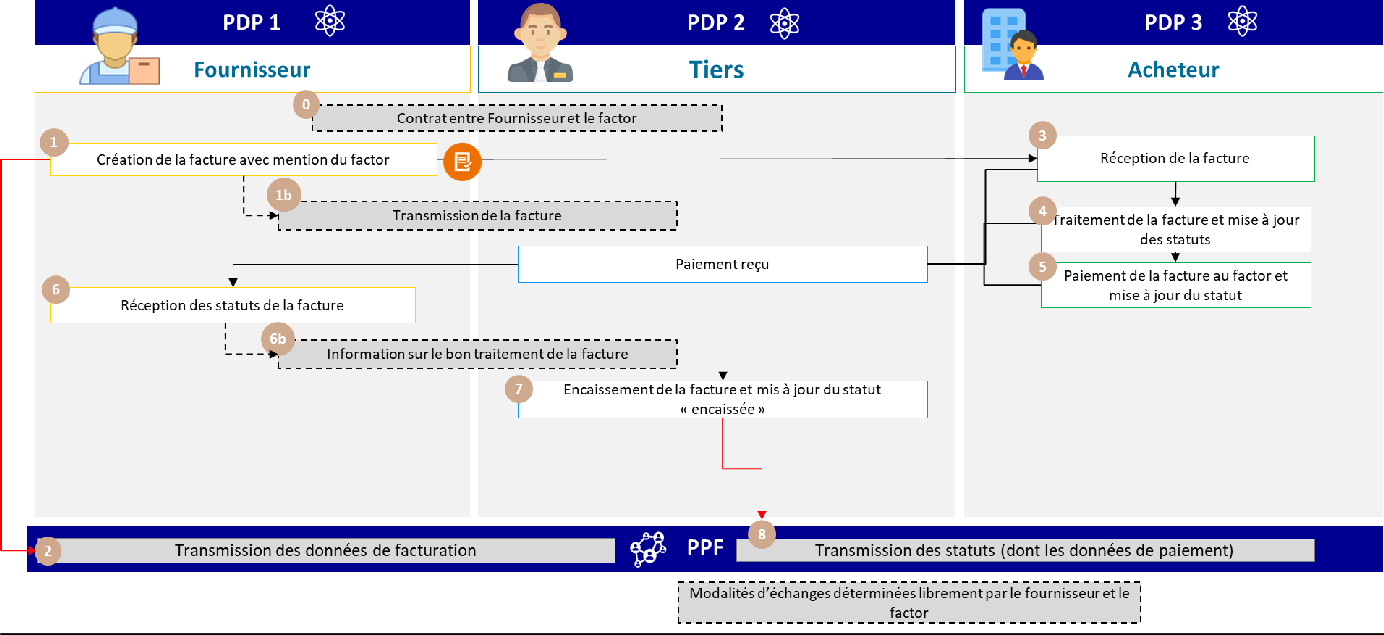 PDP 1
PDP 2
PDP 3
Fournisseur
Tiers
Acheteur
0
Contrat entre Fournisseur et le factor
1
Création de la facture avec mention du factor
3
Réception de la facture
1b
Transmission de la facture
4
Traitement de la facture et mise à jour
des statuts
Paiement reçu
5
Paiement de la facture au factor et
mise à jour du statut
6
Réception des statuts de la facture
6b
Information sur le bon traitement de la facture
7
Encaissement de la facture et mis à jour du statut
« encaissée »
2
Transmission des données de facturation
PPF
8
Transmission des statuts (dont les données de paiement)
Modalités d’échanges déterminées librement par le fournisseur et le
factor